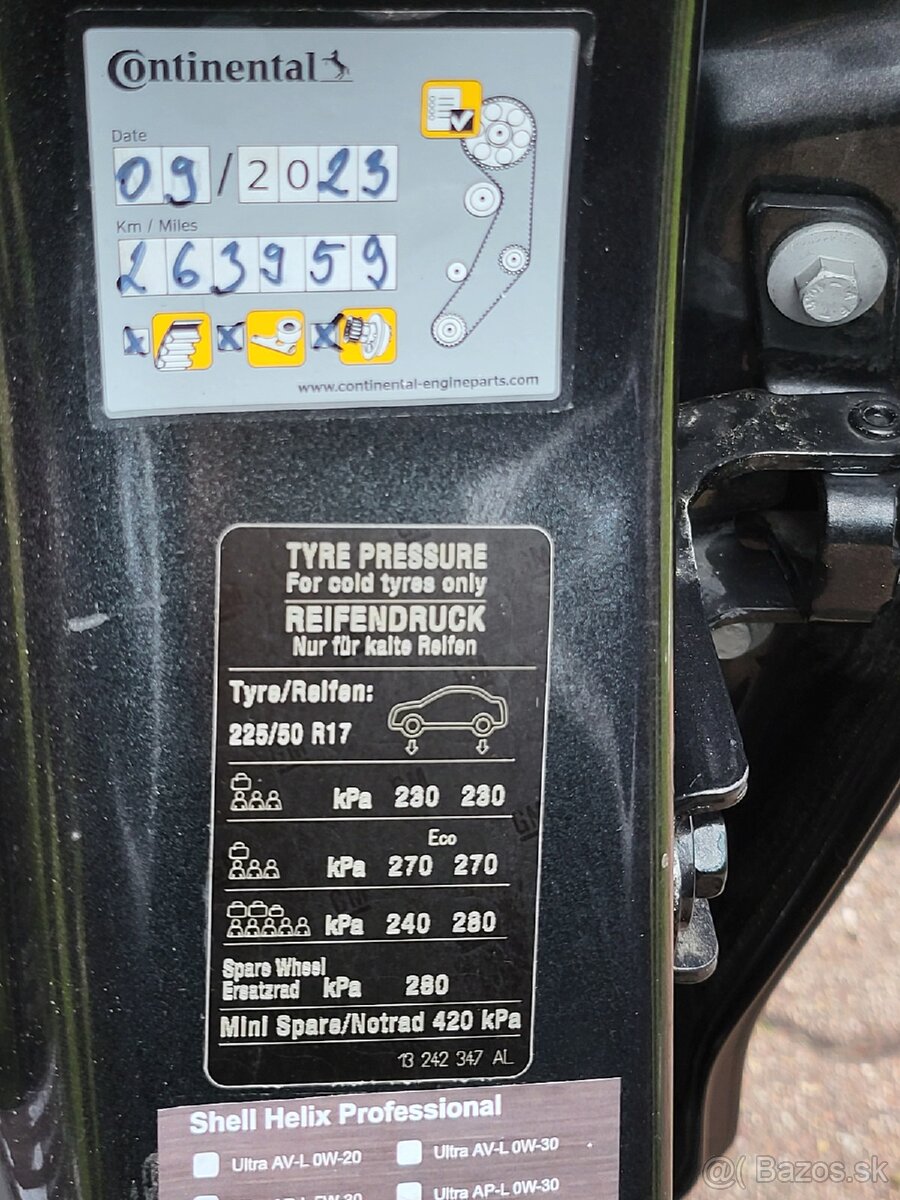 Continental
Date
09/2023
Km / Miles
263959
www.continental-engineparts.com
TYRE PRESSURE
For cold tyres only
REIFENDRUCK
Nur für kalte Reifen
Tyre/Reifen:
225/50 R17
kPa 230 230
Eco
kPa 270 270
kPa 240 280
Spare Wheel
Ersatzrad kPa 280
Mini Spare/Notrad 420 kPa
13 242 347 AL
Shell Helix Professional
Ultra AV-L 0W-20
Ultra AV-L 0W-30
Ultra AP-L 0W-30
@( Bazos.sk